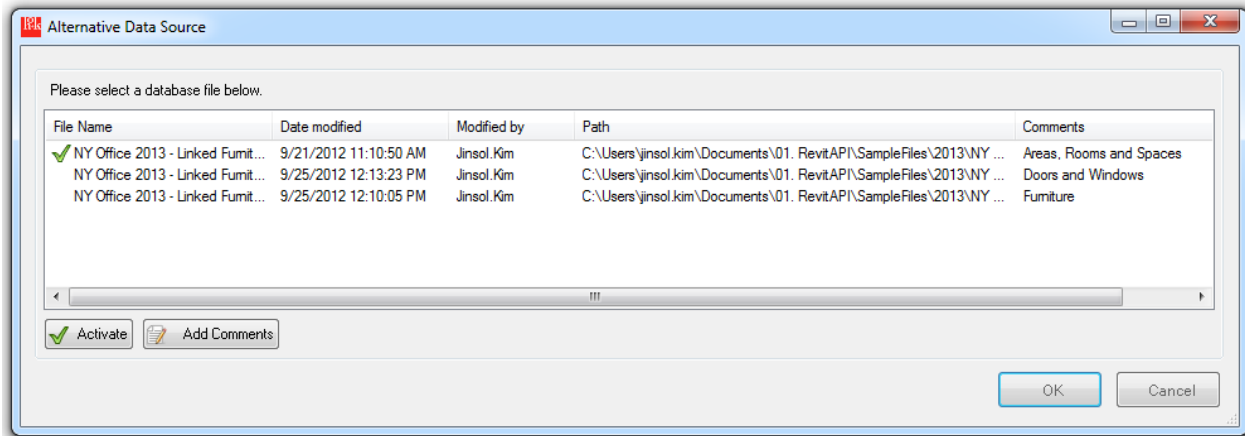 Alternative Data Source
Please select a database file below.
File Name Date modified Modified by Path Comments
NY Office 2013 - Linked Furnit... 9/21/2012 11:10:50 AM Jinsol.Kim C:\Users\jinsol.kim\Documents\01. RevitAPI\SampleFiles\2013\NY ... Areas, Rooms and Spaces
NY Office 2013 - Linked Furnit... 9/25/2012 12:13:23 PM Jinsol.Kim C:\Users\jinsol.kim\Documents\01. RevitAPI\SampleFiles\2013\NY ... Doors and Windows
NY Office 2013 - Linked Furnit... 9/25/2012 12:10:05 PM Jinsol.Kim C:\Users\jinsol.kim\Documents\01. RevitAPI\SampleFiles\2013\NY ... Furniture
Activate Add Comments
OK Cancel